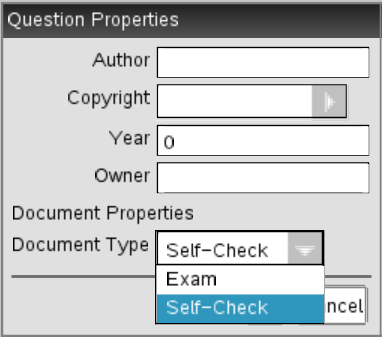 Question Properties
Author
Copyright
Year 0
Owner
Document Properties
Document Type Self-Check
Exam
Self-Check
ncel